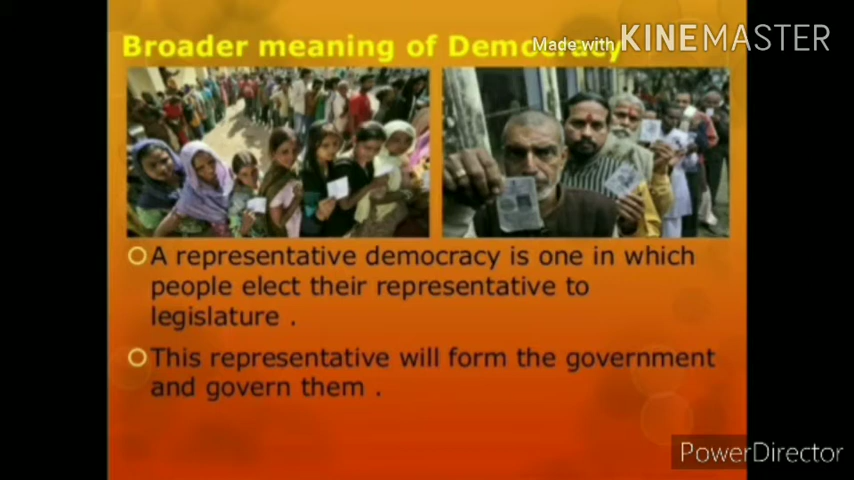 Broader meaning of Democracy
Made with KINEMASTER
A representative democracy is one in which
people elect their representative to
legislature .
This representative will form the government
and govern them .
PowerDirector